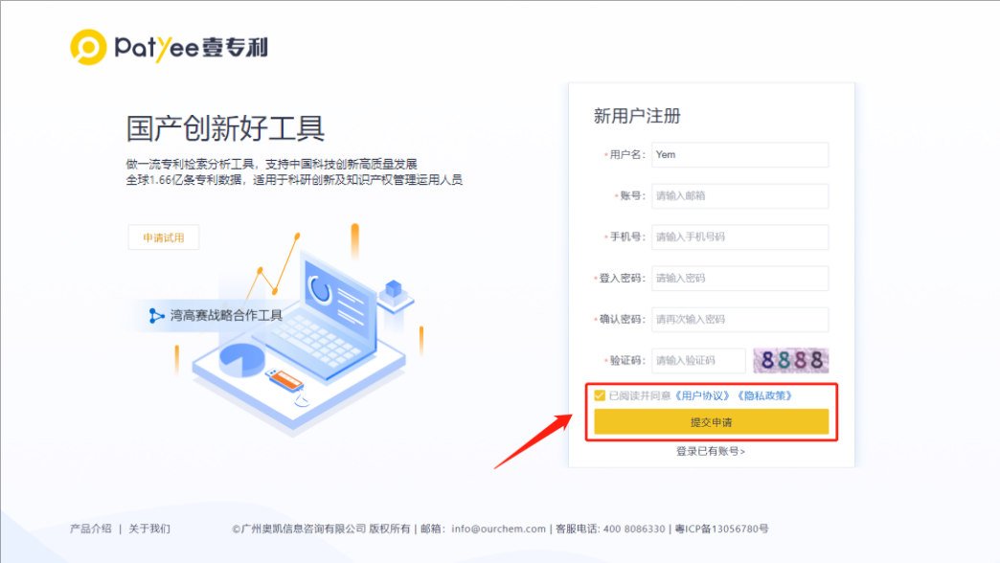 Patyee壹专利
国产创新好工具
做一流专利检索分析工具，支持中国科技创新高质量发展
全球1.66亿条专利数据，适用于科研创新及知识产权管理运用人员
申请试用
湾高赛战略合作工具
新用户注册
*用户名： Yem
*账号： 请输入邮箱
*手机号： 请输入手机号码
*登入密码： 请输入密码
*确认密码： 请再次输入密码
*验证码： 请输入验证码 8888
已阅读并同意《用户协议》《隐私政策》
提交申请
登录已有账号>
产品介绍 | 关于我们 ©广州奥凯信息咨询有限公司 版权所有 | 邮箱：info@ourchem.com | 客服电话: 400 8086330 | 粤ICP备13056780号